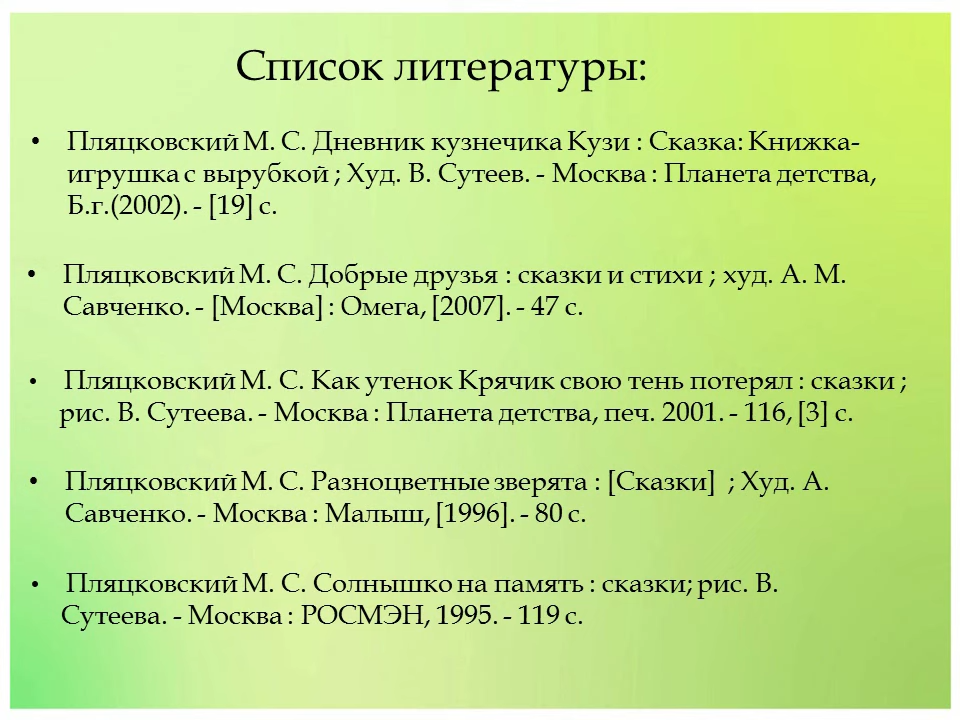 Список литературы:
• Пляцковский М. С. Дневник кузнечика Кузи : Сказка: Книжка-
игрушка с вырубкой ; Худ. В. Сутеев. - Москва : Планета детства,
Б.г.(2002). - [19] с.
• Пляцковский М. С. Добрые друзья : сказки и стихи ; худ. А. М.
Савченко. - [Москва] : Омега, [2007]. - 47 с.
• Пляцковский М. С. Как утенок Крячик свою тень потерял : сказки ;
рис. В. Сутеева. - Москва : Планета детства, печ. 2001. - 116, [3] с.
• Пляцковский М. С. Разноцветные зверята : [Сказки] ; Худ. А.
Савченко. - Москва : Малыш, [1996]. - 80 с.
• Пляцковский М. С. Солнышко на память : сказки; рис. В.
Сутеева. - Москва : РОСМЭН, 1995. - 119 с.